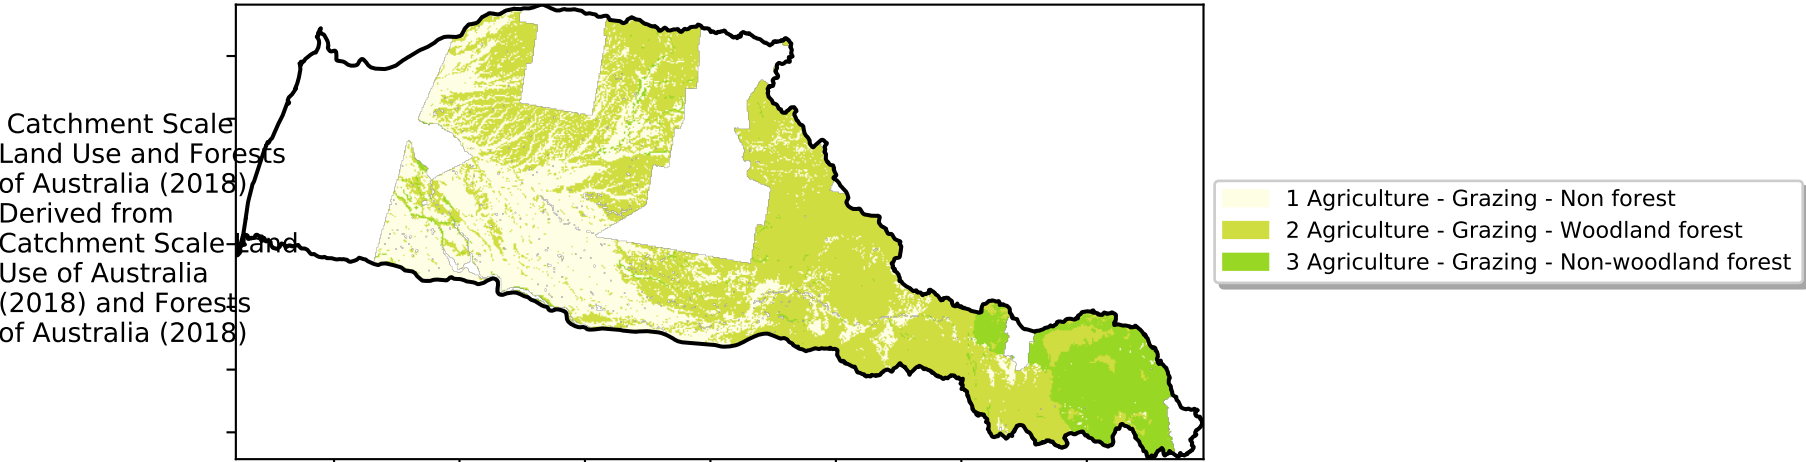 Catchment Scale
Land Use and Forests
of Australia (2018)
Derived from
Catchment Scale Land
Use of Australia
(2018) and Forests
of Australia (2018)
1 Agriculture - Grazing - Non forest
2 Agriculture - Grazing - Woodland forest
3 Agriculture - Grazing - Non-woodland forest